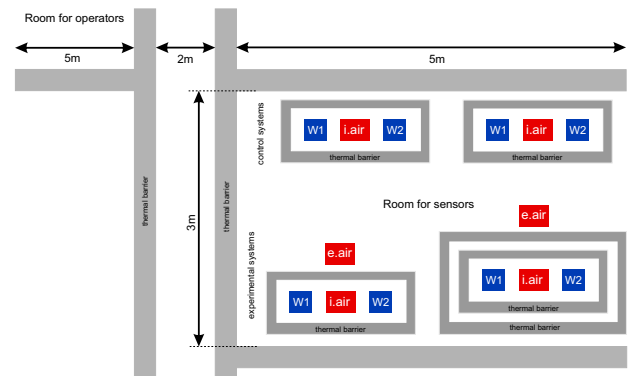 Room for operators
5m
2m
5m
control systems
W1 i.air W2
thermal barrier
W1 i.air W2
thermal barrier
thermal barrier
thermal barrier
3m
Room for sensors
experimental systems
e.air
W1 i.air W2
thermal barrier
e.air
W1 i.air W2
thermal barrier
thermal barrier